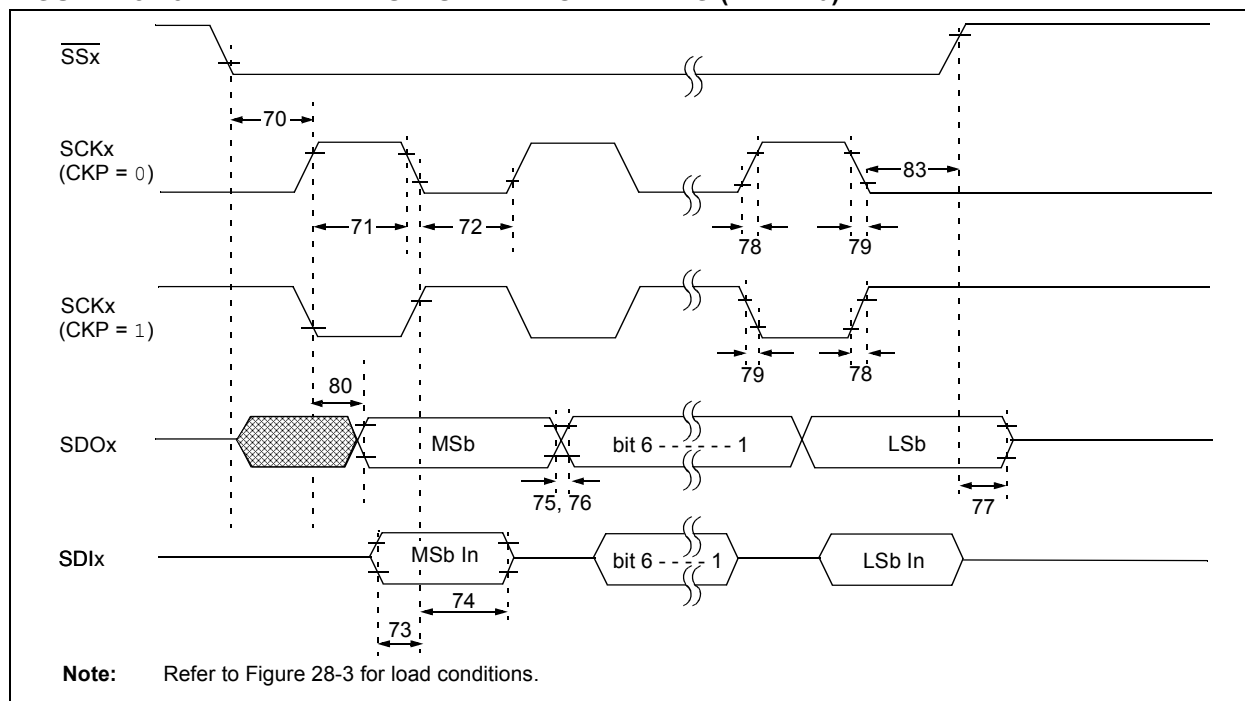 SSx
70
SCKx
(CKP = 0)
83
71
72
78
79
SCKx
(CKP = 1)
79
78
80
SDOx
MSb
bit 6 - - - - - - 1
LSb
75, 76
77
SDIx
MSb In
bit 6 - - - - 1
LSb In
74
73
Note: Refer to Figure 28-3 for load conditions.